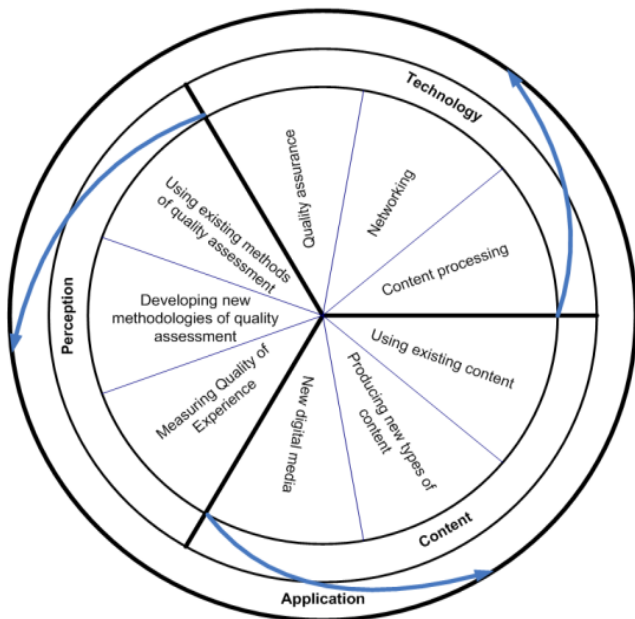 Technology
Quality assurance
Networking
Content processing
Using existing methods
of quality assessment
Developing new
methodologies of quality
assessment
Measuring Quality of
Experience
Perception
Using existing content
Producing new types of
content
New digital media
Content
Application